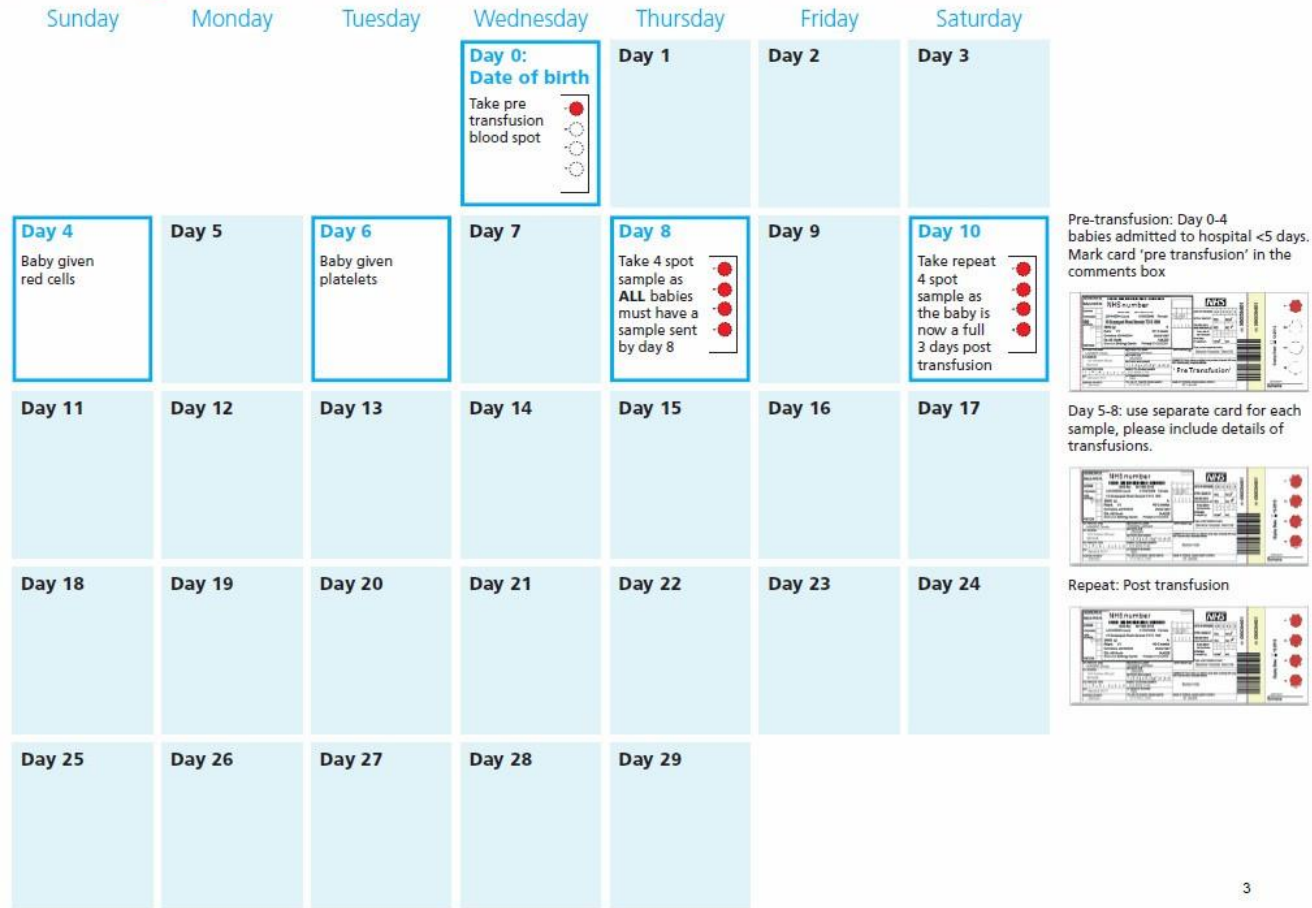 Sunday Monday Tuesday Wednesday Thursday Friday Saturday
Day 0:
Date of birth
Take pre
transfusion
blood spot
Day 1
Day 2
Day 3
Day 4
Baby given
red cells
Day 5
Day 6
Baby given
platelets
Day 7
Day 8
Take 4 spot
sample as
ALL babies
must have a
sample sent
by day 8
Day 9
Day 10
Take repeat
4 spot
sample as
the baby is
now a full
3 days post
transfusion
Pre-transfusion: Day 0-4
babies admitted to hospital <5 days.
Mark card 'pre transfusion' in the
comments box
NHS number
NHS
'Pre Transfusion'
Day 11
Day 12
Day 13
Day 14
Day 15
Day 16
Day 17
Day 5-8: use separate card for each
sample, please include details of
transfusions.
NHS number
NHS
Day 18
Day 19
Day 20
Day 21
Day 22
Day 23
Day 24
Repeat: Post transfusion
NHS number
NHS
Day 25
Day 26
Day 27
Day 28
Day 29
3